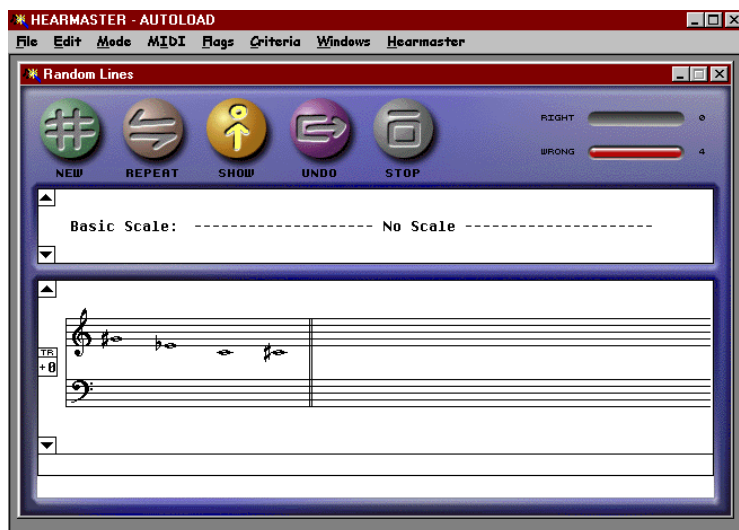 HEARMASTER - AUTOLOAD
File Edit Mode MIDI Flags Criteria Windows Hearmaster
Random Lines
RIGHT 0
WRONG 4
NEW REPEAT SHOW UNDO STOP
Basic Scale: -------------------- No Scale ---------------------
TR
+0